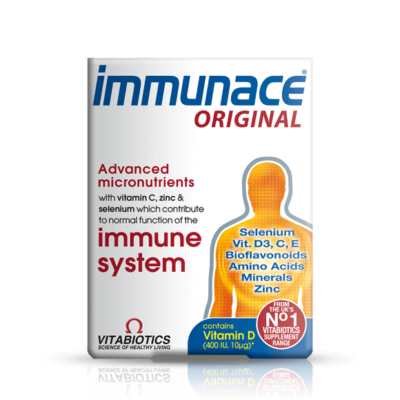 immunace®
ORIGINAL
Advanced
micronutrients
with vitamin C, zinc &
selenium which contribute
to normal function of the
immune
system
Selenium
Vit. D3, C, E
Bioflavonoids
Amino Acids
Minerals
Zinc
contains
Vitamin D
(400 IU, 10µg)
FROM
THE UK'S
Nº1
VITABIOTICS
SUPPLEMENT
RANGE
VITABIOTICS
SCIENCE OF HEALTHY LIVING